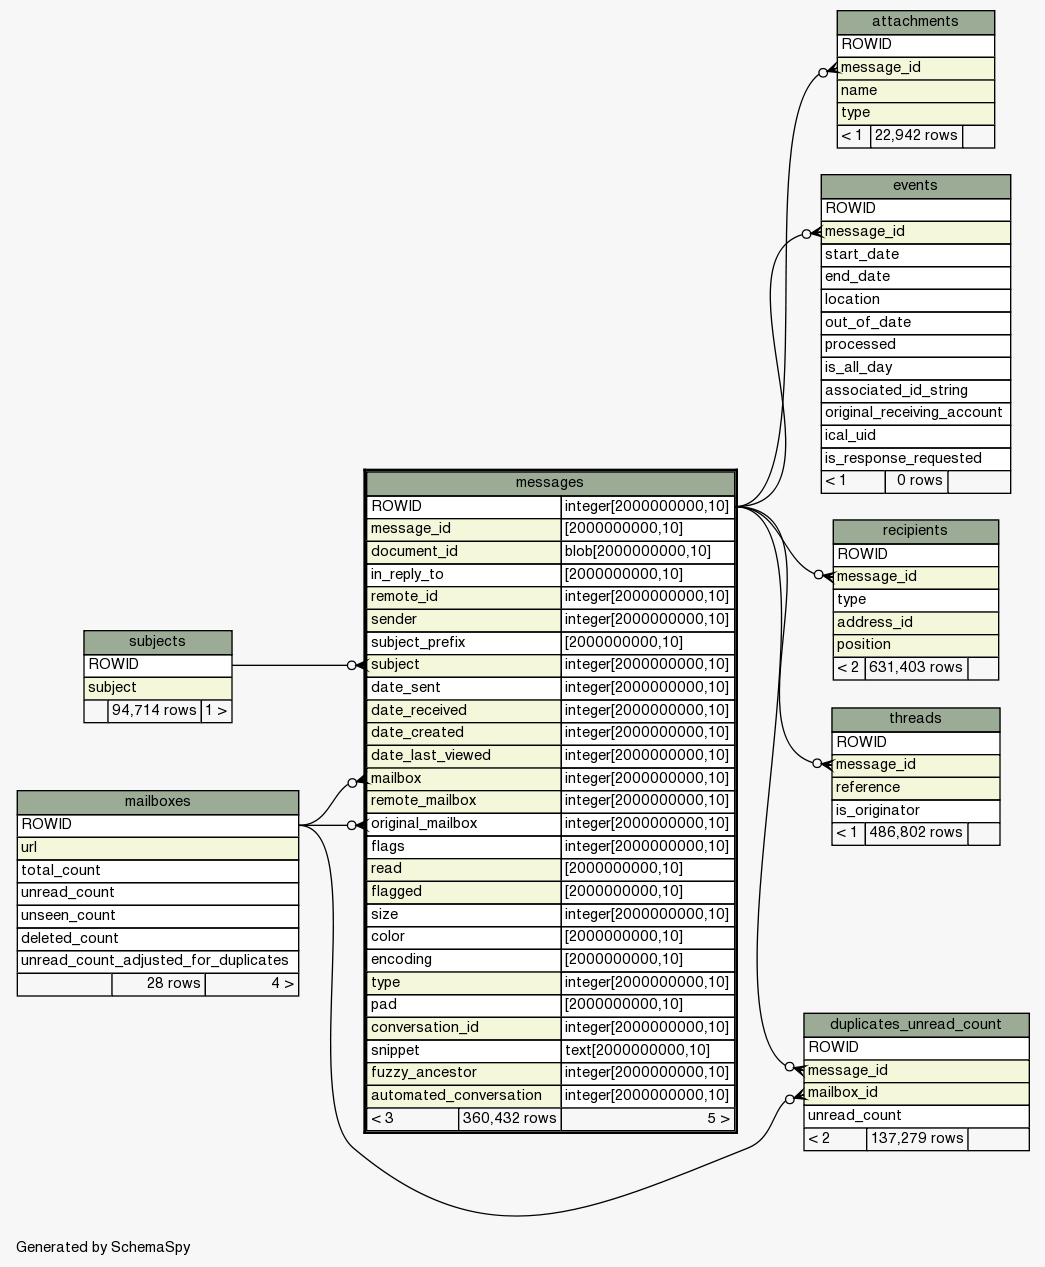 attachments
ROWID
message_id
name
type
< 1 22,942 rows
events
ROWID
message_id
start_date
end_date
location
out_of_date
processed
is_all_day
associated_id_string
original_receiving_account
ical_uid
is_response_requested
< 1 0 rows
messages
ROWID integer[2000000000,10]
message_id [2000000000,10]
document_id blob[2000000000,10]
in_reply_to [2000000000,10]
remote_id integer[2000000000,10]
sender integer[2000000000,10]
subject_prefix [2000000000,10]
subject integer[2000000000,10]
date_sent integer[2000000000,10]
date_received integer[2000000000,10]
date_created integer[2000000000,10]
date_last_viewed integer[2000000000,10]
mailbox integer[2000000000,10]
remote_mailbox integer[2000000000,10]
original_mailbox integer[2000000000,10]
flags integer[2000000000,10]
read [2000000000,10]
flagged [2000000000,10]
size integer[2000000000,10]
color [2000000000,10]
encoding [2000000000,10]
type integer[2000000000,10]
pad [2000000000,10]
conversation_id integer[2000000000,10]
snippet text[2000000000,10]
fuzzy_ancestor integer[2000000000,10]
automated_conversation integer[2000000000,10]
< 3 360,432 rows 5 >
recipients
ROWID
message_id
type
address_id
position
< 2 631,403 rows
subjects
ROWID
subject
94,714 rows 1 >
threads
ROWID
message_id
reference
is_originator
< 1 486,802 rows
mailboxes
ROWID
url
total_count
unread_count
unseen_count
deleted_count
unread_count_adjusted_for_duplicates
28 rows 4 >
duplicates_unread_count
ROWID
message_id
mailbox_id
unread_count
< 2 137,279 rows
Generated by SchemaSpy